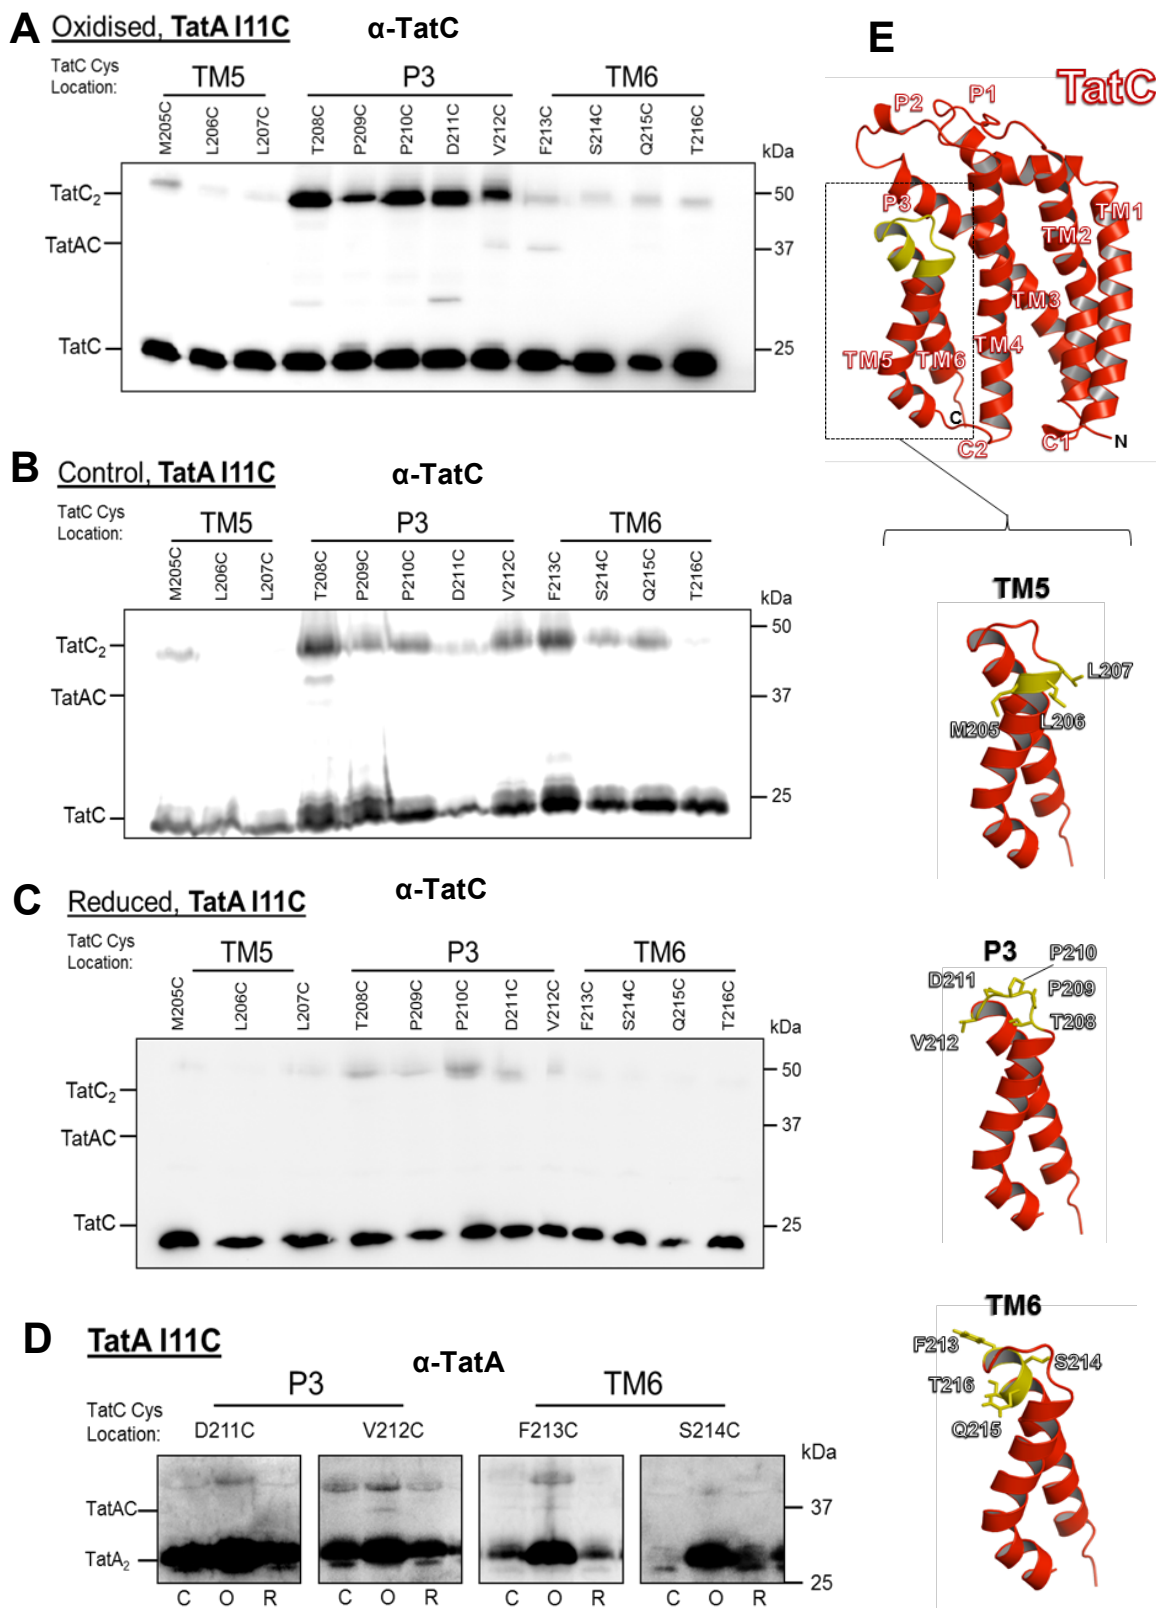 A Oxidised, TatA I11C α-TatC
TatC Cys
Location:
TM5 P3 TM6
M205C L206C L207C T208C P209C P210C D211C V212C F213C S214C Q215C T216C
kDa
TatC2 50
TatAC 37
TatC 25
B Control, TatA I11C α-TatC
TatC Cys
Location:
TM5 P3 TM6
M205C L206C L207C T208C P209C P210C D211C V212C F213C S214C Q215C T216C
kDa
TatC2 50
TatAC 37
TatC 25
C Reduced, TatA I11C α-TatC
TatC Cys
Location:
TM5 P3 TM6
M205C L206C L207C T208C P209C P210C D211C V212C F213C S214C Q215C T216C
kDa
TatC2 50
TatAC 37
TatC 25
D TatA I11C α-TatA
P3 TM6
TatC Cys
Location:
D211C V212C F213C S214C
kDa
TatAC 37
TatA2 25
C O R C O R C O R C O R
E
TatC
P2 P1
P3 TM1
TM2
TM3
TM5 TM6 TM4
C C2 C1 N
TM5
L207
M205 L206
P3
P210
D211 P209
V212 T208
TM6
F213 S214
T216
Q215